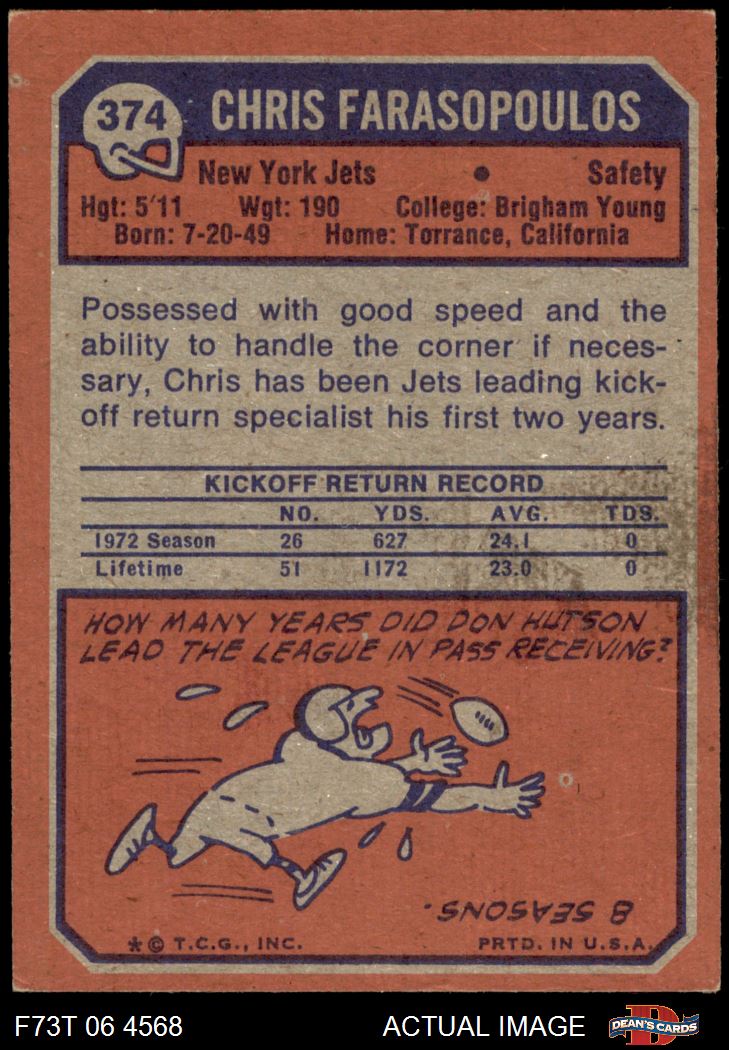 374 CHRIS FARASOPOULOS
New York Jets • Safety
Hgt: 5'11 Wgt: 190 College: Brigham Young
Born: 7-20-49 Home: Torrance, California
Possessed with good speed and the
ability to handle the corner if neces-
sary, Chris has been Jets leading kick-
off return specialist his first two years.
KICKOFF RETURN RECORD
NO. YDS. AVG. TDS.
1972 Season 26 627 24.1 0
Lifetime 51 1172 23.0 0
HOW MANY YEARS DID DON HUTSON
LEAD THE LEAGUE IN PASS RECEIVING?
8 SEASONS.
* © T.C.G., INC. PRTD. IN U.S.A.
F73T 06 4568 ACTUAL IMAGE D DEAN'S CARDS